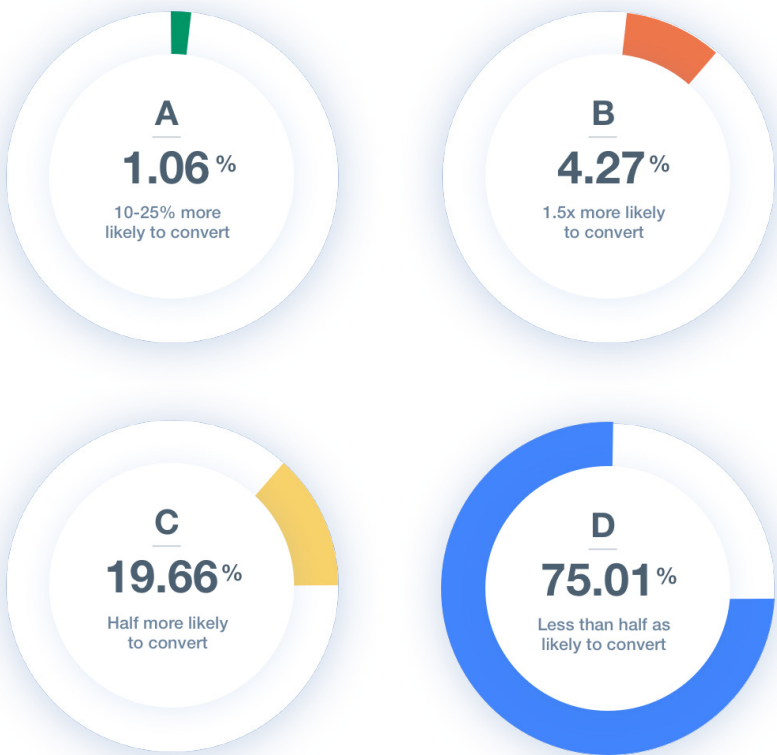 A
1.06 %
10-25% more
likely to convert
B
4.27%
1.5x more likely
to convert
C
19.66%
Half more likely
to convert
D
75.01%
Less than half as
likely to convert